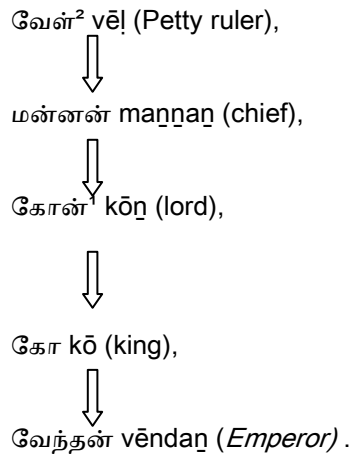 வேள்² vēḷ (Petty ruler),
மன்னன் maṉṉaṉ (chief),
கோன்¹ kōṉ (lord),
கோ kō (king),
வேந்தன் vēndaṉ (Emperor) .